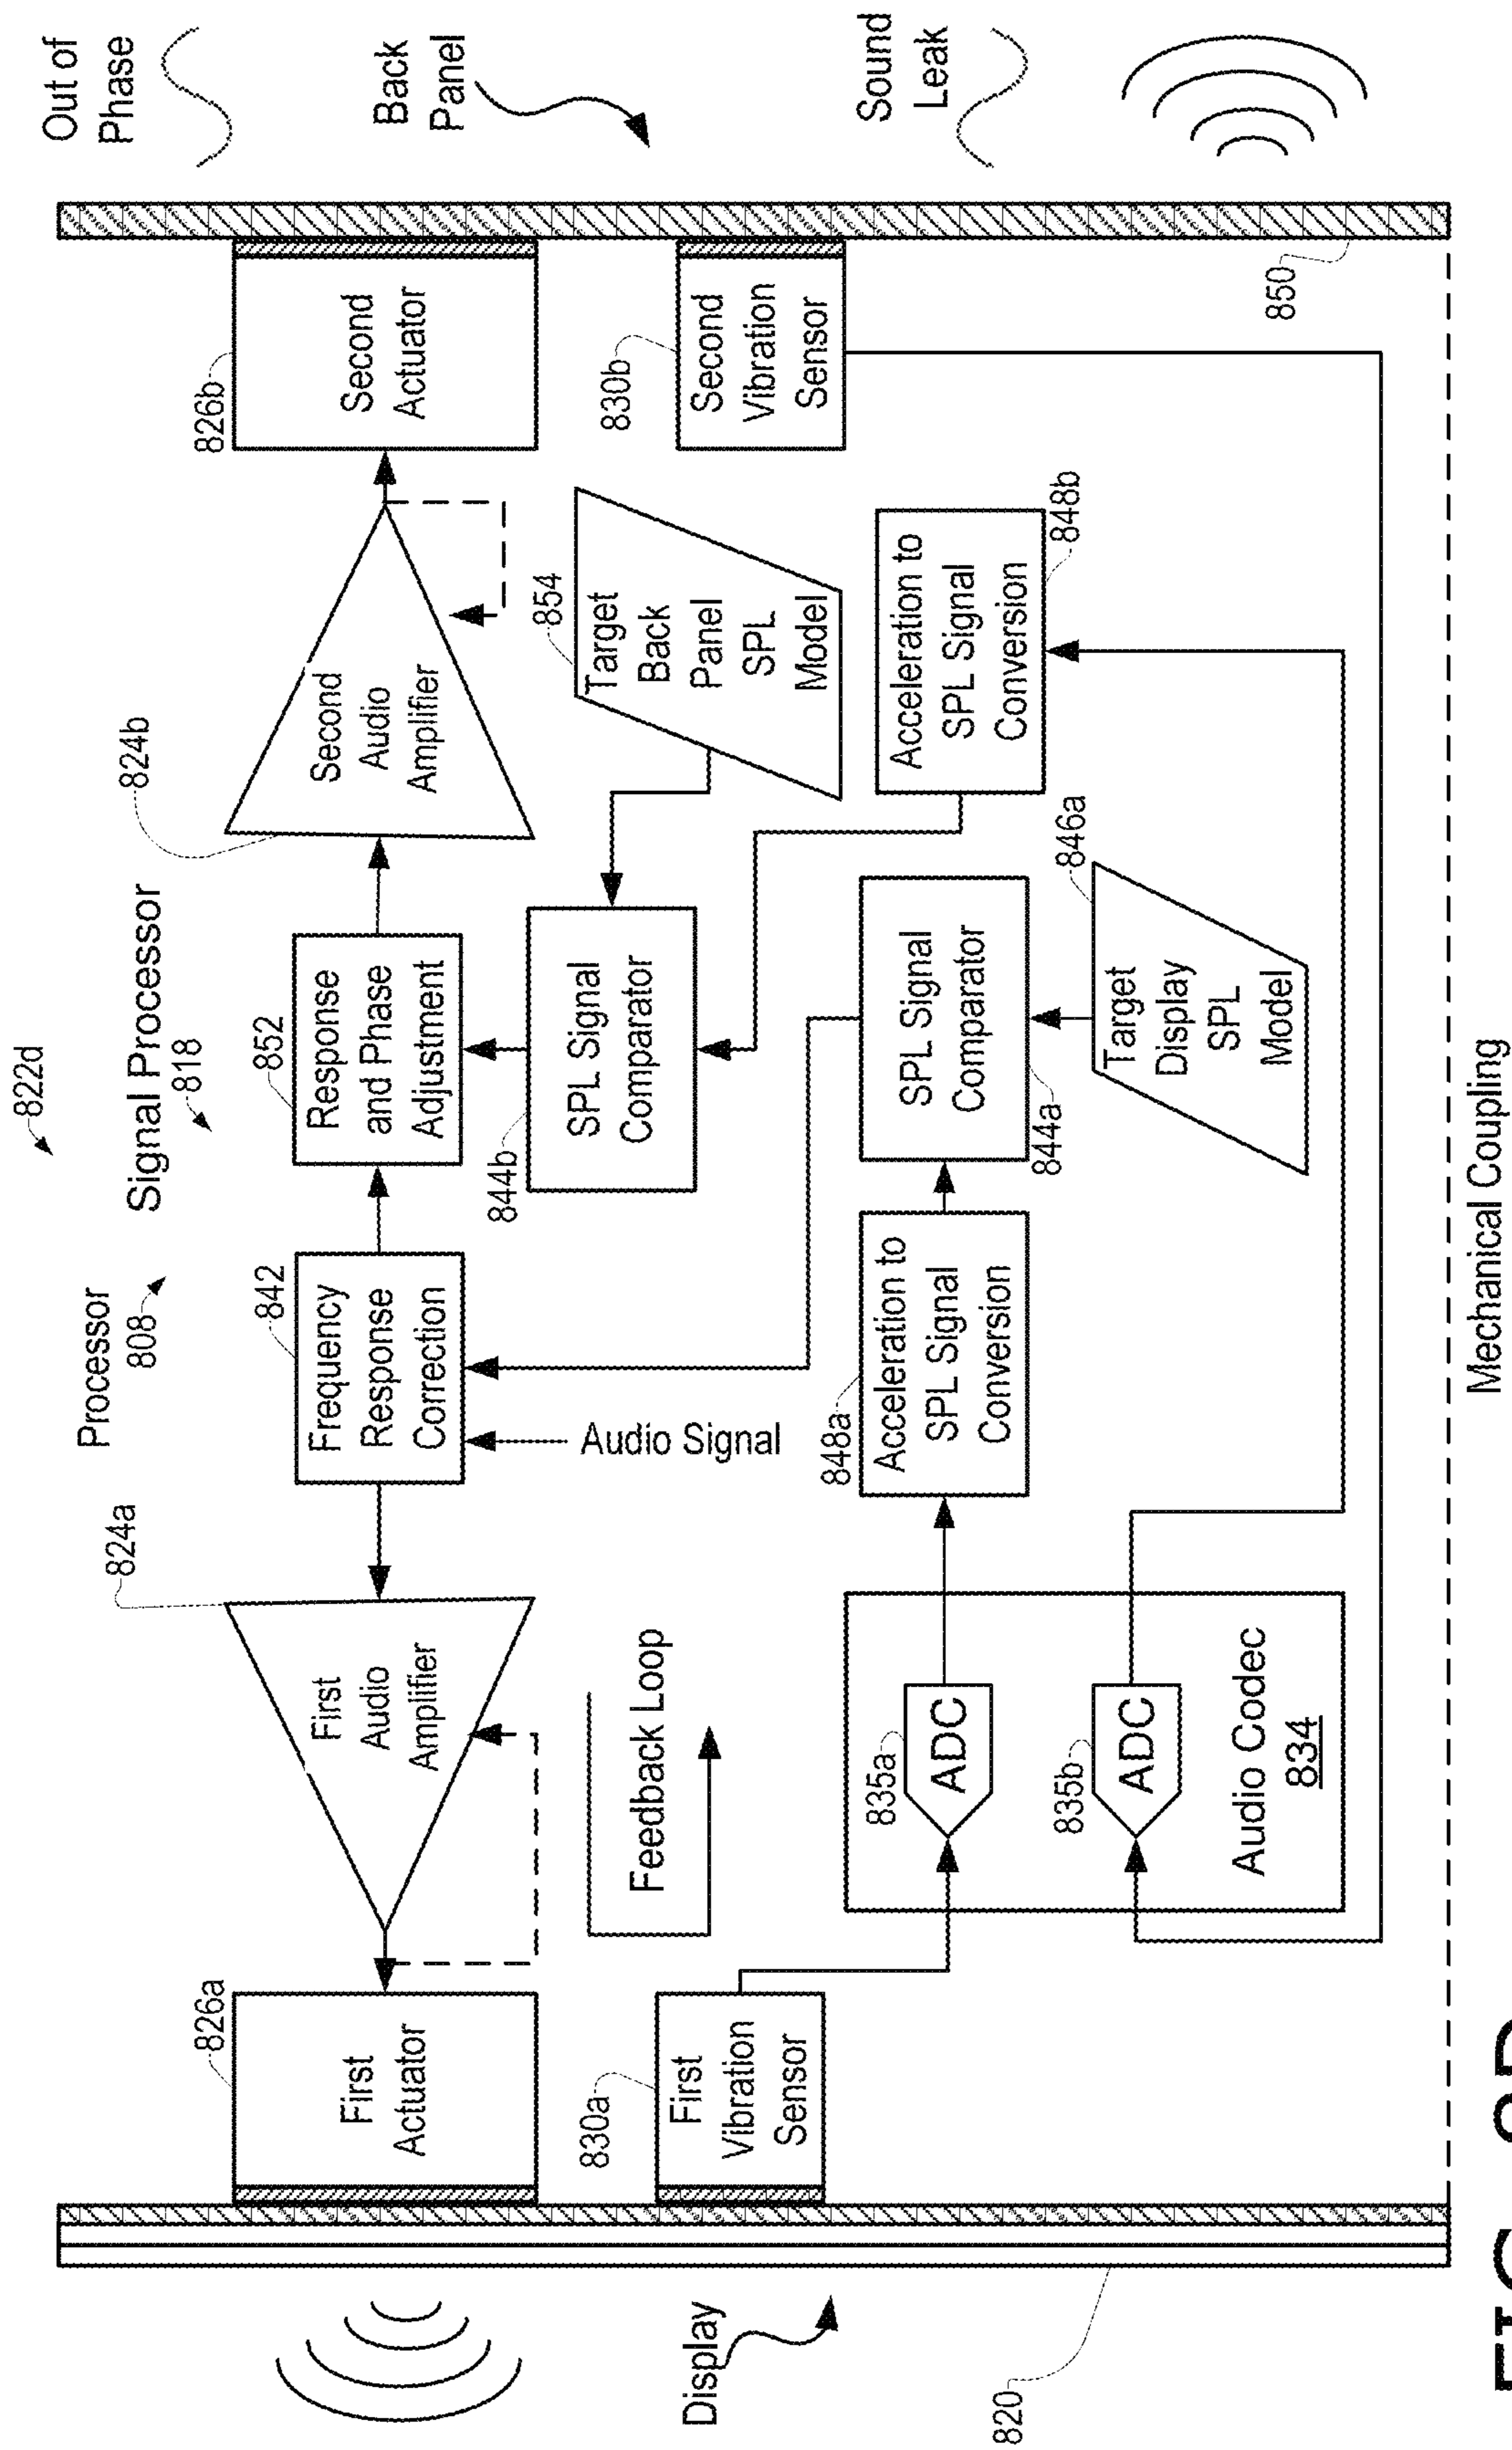 822d
Processor
808
Signal Processor
818
Out of
Phase
824a
824b
826a
First
Actuator
First
Audio
Amplifier
842
Frequency
Response
Correction
852
Response
and Phase
Adjustment
Second
Audio
Amplifier
826b
Second
Actuator
Back
Panel
Audio Signal
Feedback Loop
844b
SPL Signal
Comparator
854
Target
Back
Panel
SPL
Model
830a
First
Vibration
Sensor
830b
Second
Vibration
Sensor
Display
820
835a
ADC
835b
ADC
Audio Codec
834
848a
Acceleration to
SPL Signal
Conversion
SPL Signal
Comparator
844a
846a
Target
Display
SPL
Model
Acceleration to
SPL Signal
Conversion
848b
Sound
Leak
850
Mechanical Coupling